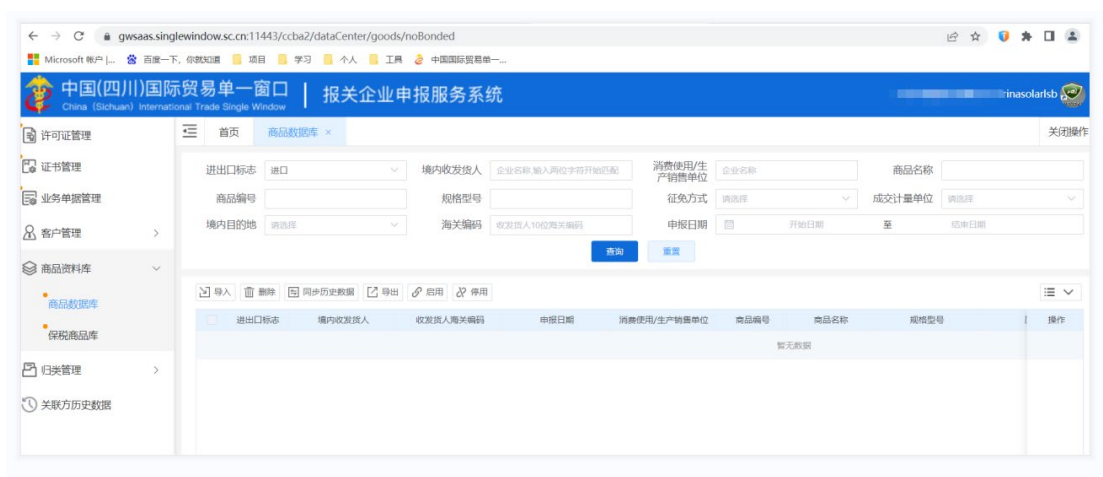 gwsaas.singlewindow.sc.cn:11443/ccba2/dataCenter/goods/noBonded
Microsoft 帐户 |... 百度一下，你就知道 项目 学习 个人 工具 中国国际贸易单一...
中国(四川)国际贸易单一窗口 | 报关企业申报服务系统
China (Sichuan) International Trade Single Window
rinasolarlsb
许可证管理
首页 商品数据库 × 关闭操作
证书管理
业务单据管理
客户管理
商品资料库
商品数据库
保税商品库
归类管理
关联方历史数据
进出口标志 进口 境内收发货人 企业名称,输入两位字符开始匹配 消费使用/生产销售单位 企业名称 商品名称
商品编号 规格型号 征免方式 请选择 成交计量单位 请选择
境内目的地 请选择 海关编码 收发货人10位海关编码 申报日期 开始日期 至 结束日期
查询 重置
导入 删除 同步历史数据 导出 启用 停用
进出口标志 境内收发货人 收发货人海关编码 申报日期 消费使用/生产销售单位 商品编号 商品名称 规格型号 操作
暂无数据